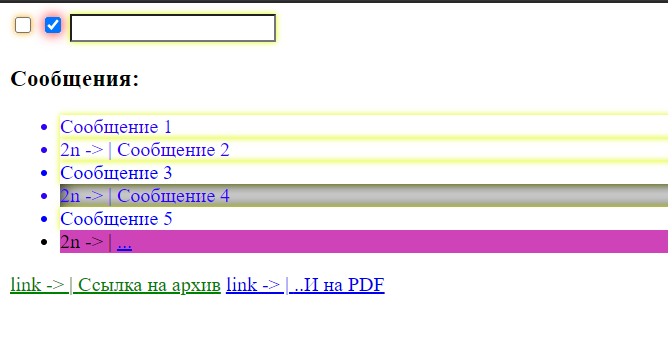 Сообщения:
Сообщение 1
2n -> | Сообщение 2
Сообщение 3
2n -> | Сообщение 4
Сообщение 5
2n -> | ...
link -> | Ссылка на архив link -> | ..И на PDF